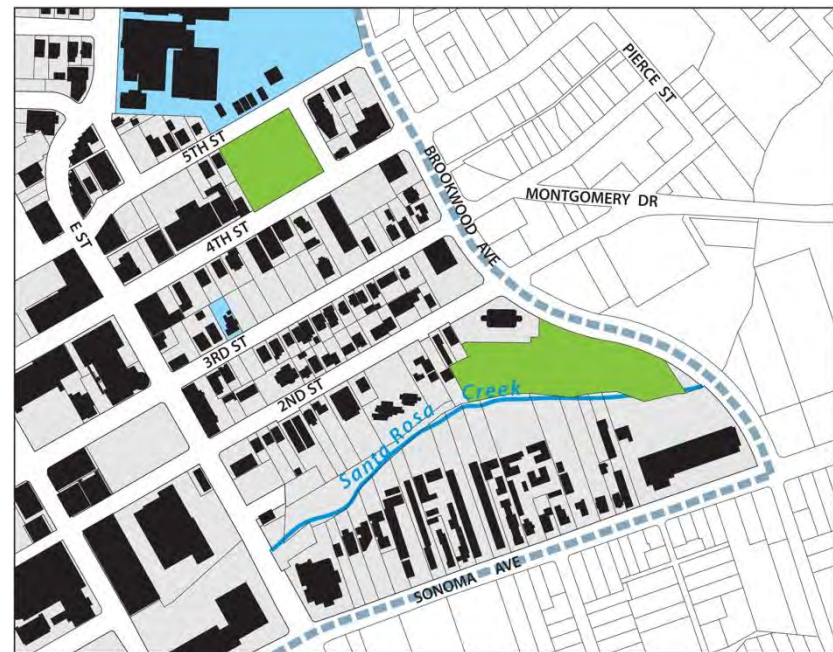 PIERCE ST
5TH ST
BROOKWOOD AVE
MONTGOMERY DR
E ST
4TH ST
3RD ST
2ND ST
Santa Rosa Creek
SONOMA AVE